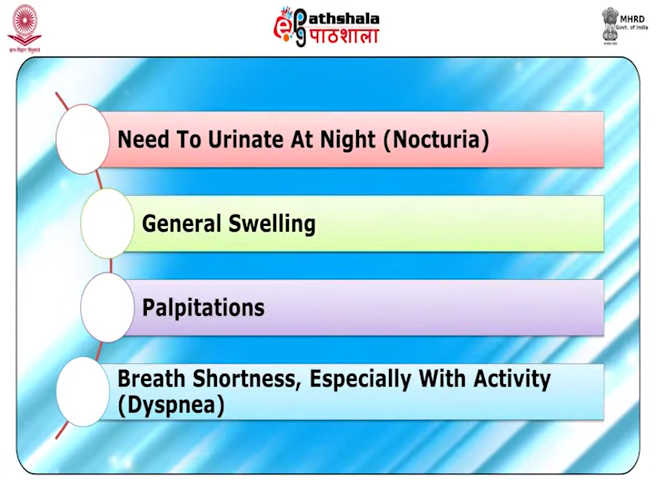 ePathshala
पाठशाला
MHRD
Govt. of India
Need To Urinate At Night (Nocturia)
General Swelling
Palpitations
Breath Shortness, Especially With Activity
(Dyspnea)